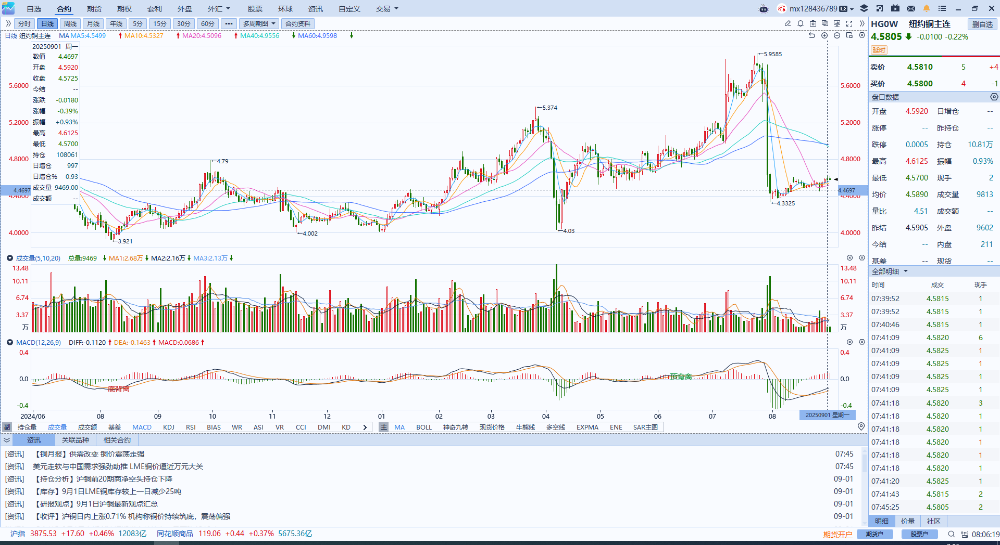 自选 合约 期货 期权 套利 外盘 外汇 股票 环球 资讯 自定义 交易 mx128436789 L2
分时 日线 周线 月线 年线 5分 15分 30分 60分 ••• 多周期图 合约资料
日线 纽约铜主连 MA MA5:4.5499 MA10:4.5327 MA20:4.5096 MA40:4.9556 MA60:4.9598
20250901 周一
数值 4.4697
开盘 4.5920
收盘 4.5725
今结 --
涨跌 -0.0180
涨幅 -0.39%
振幅 +0.93%
最高 4.6125
最低 4.5700
持仓 108061
日增仓 997
日增仓% 0.93
成交量 9469.00
成交额 --
5.6000 5.6000
5.2000 5.2000
4.8000 4.8000
4.4697 4.4697
4.4000 4.4000
4.0000 4.0000
5.9585
5.374
4.79
4.3325
4.03
4.002
3.921
成交量(5,10,20) 总量:9469 MA1:2.68万 MA2:2.16万 MA3:2.13万
13.48 13.48
10.11 10.11
6.74 6.74
3.37 3.37
万 万
MACD(12,26,9) DIFF:-0.1120 DEA:-0.1463 MACD:0.0686
0.4 0.4
0.0 0.0
-0.4 -0.4
底背离
顶背离
2024/06 08 09 10 11 12 01 02 03 04 05 06 07 08 20250901 星期一
副 持仓量 成交量 成交额 基差 MACD KDJ RSI BIAS WR ASI VR CCI DMI KD 主 MA BOLL 神奇九转 现货价格 牛熊线 多空线 EXPMA ENE SAR主图
资讯 关联品种 相关合约
[资讯] 【铜月报】供需改变 铜价震荡走强 07:45
[资讯] 美元走软与中国需求强劲助推 LME铜价逼近万元大关 07:45
[资讯] 【持仓分析】沪铜前20期商净空头持仓下降 09-01
[资讯] 【库存】9月1日LME铜库存较上一日减少25吨 09-01
[资讯] 【研报观点】9月1日沪铜最新观点汇总 09-01
[资讯] 【收评】沪铜日内上涨0.71% 机构称铜价持续筑底，震荡偏强 09-01
沪指 3875.53 +17.60 +0.46% 12083亿 同花顺商品 119.06 +0.44 +0.37% 5675.36亿 期货开户 期货户 股票户 08:06:19
HG0W 纽约铜主连 删自选
4.5805 -0.0100 -0.22%
延时
卖价 4.5810 5 +4
买价 4.5800 4 -1
盘口数据
开盘 4.5920 日增仓 --
涨停 -- 昨持仓 --
跌停 0.0005 持仓 10.81万
最高 4.6125 振幅 0.93%
最低 4.5700 现手 2
均价 4.5890 成交量 9813
量比 4.51 成交额 --
昨结 4.5905 外盘 9602
今结 -- 内盘 211
基差 -- 现货 --
全部明细
时间 成交 现手
07:39:52 4.5815 1
07:39:52 4.5815 1
07:40:46 4.5815 1
07:41:09 4.5820 6
07:41:09 4.5825 1
07:41:09 4.5825 1
07:41:09 4.5825 1
07:41:09 4.5825 1
07:41:18 4.5820 3
07:41:18 4.5820 1
07:41:18 4.5820 1
07:41:18 4.5820 1
07:41:18 4.5820 1
07:41:18 4.5820 1
07:41:20 4.5825 1
07:41:43 4.5815 2
07:45:25 4.5805 2
明细 价量 社区